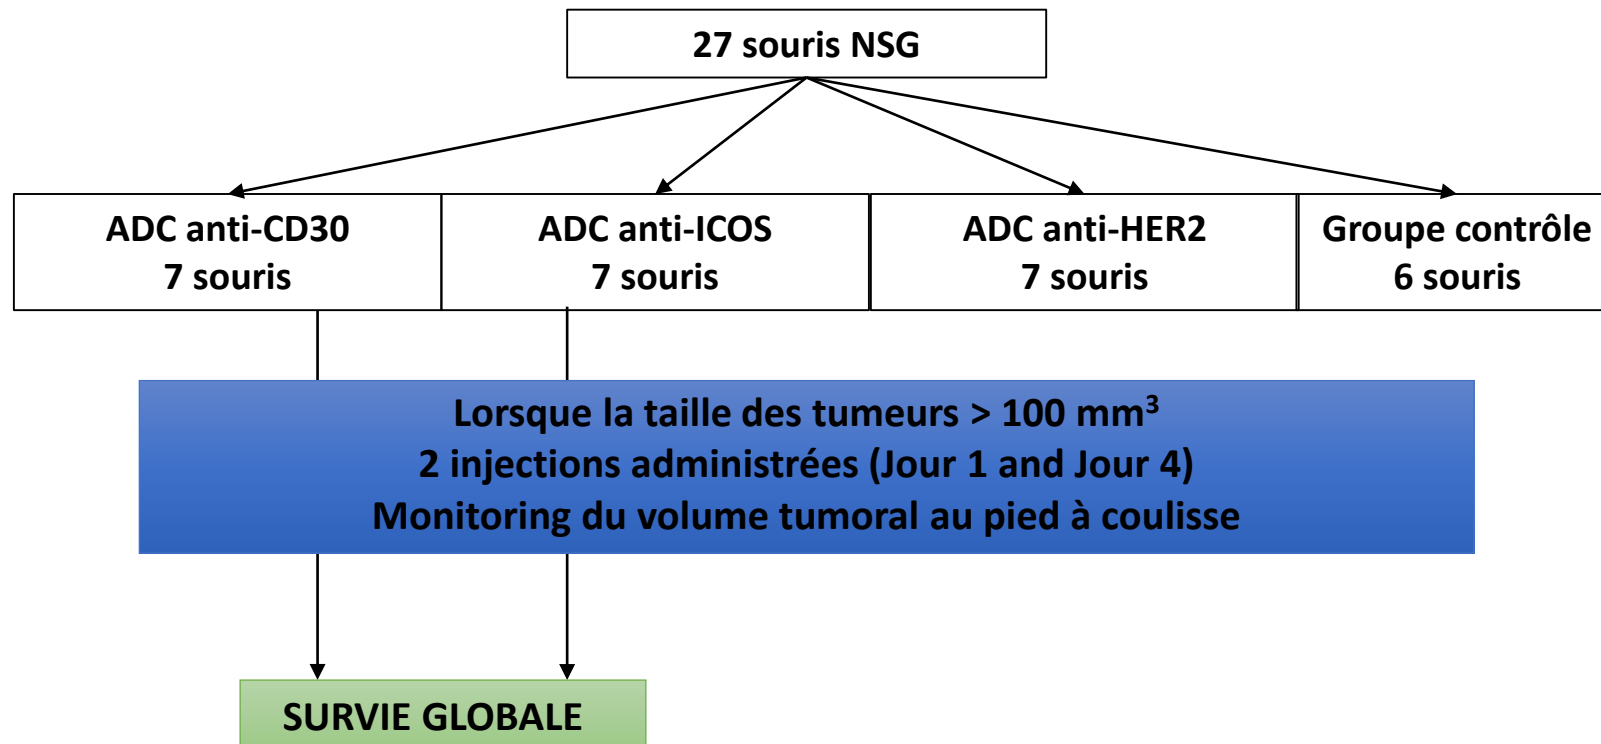 27 souris NSG
ADC anti-CD30
7 souris
ADC anti-ICOS
7 souris
ADC anti-HER2
7 souris
Groupe contrôle
6 souris
Lorsque la taille des tumeurs > 100 mm³
2 injections administrées (Jour 1 and Jour 4)
Monitoring du volume tumoral au pied à coulisse
SURVIE GLOBALE